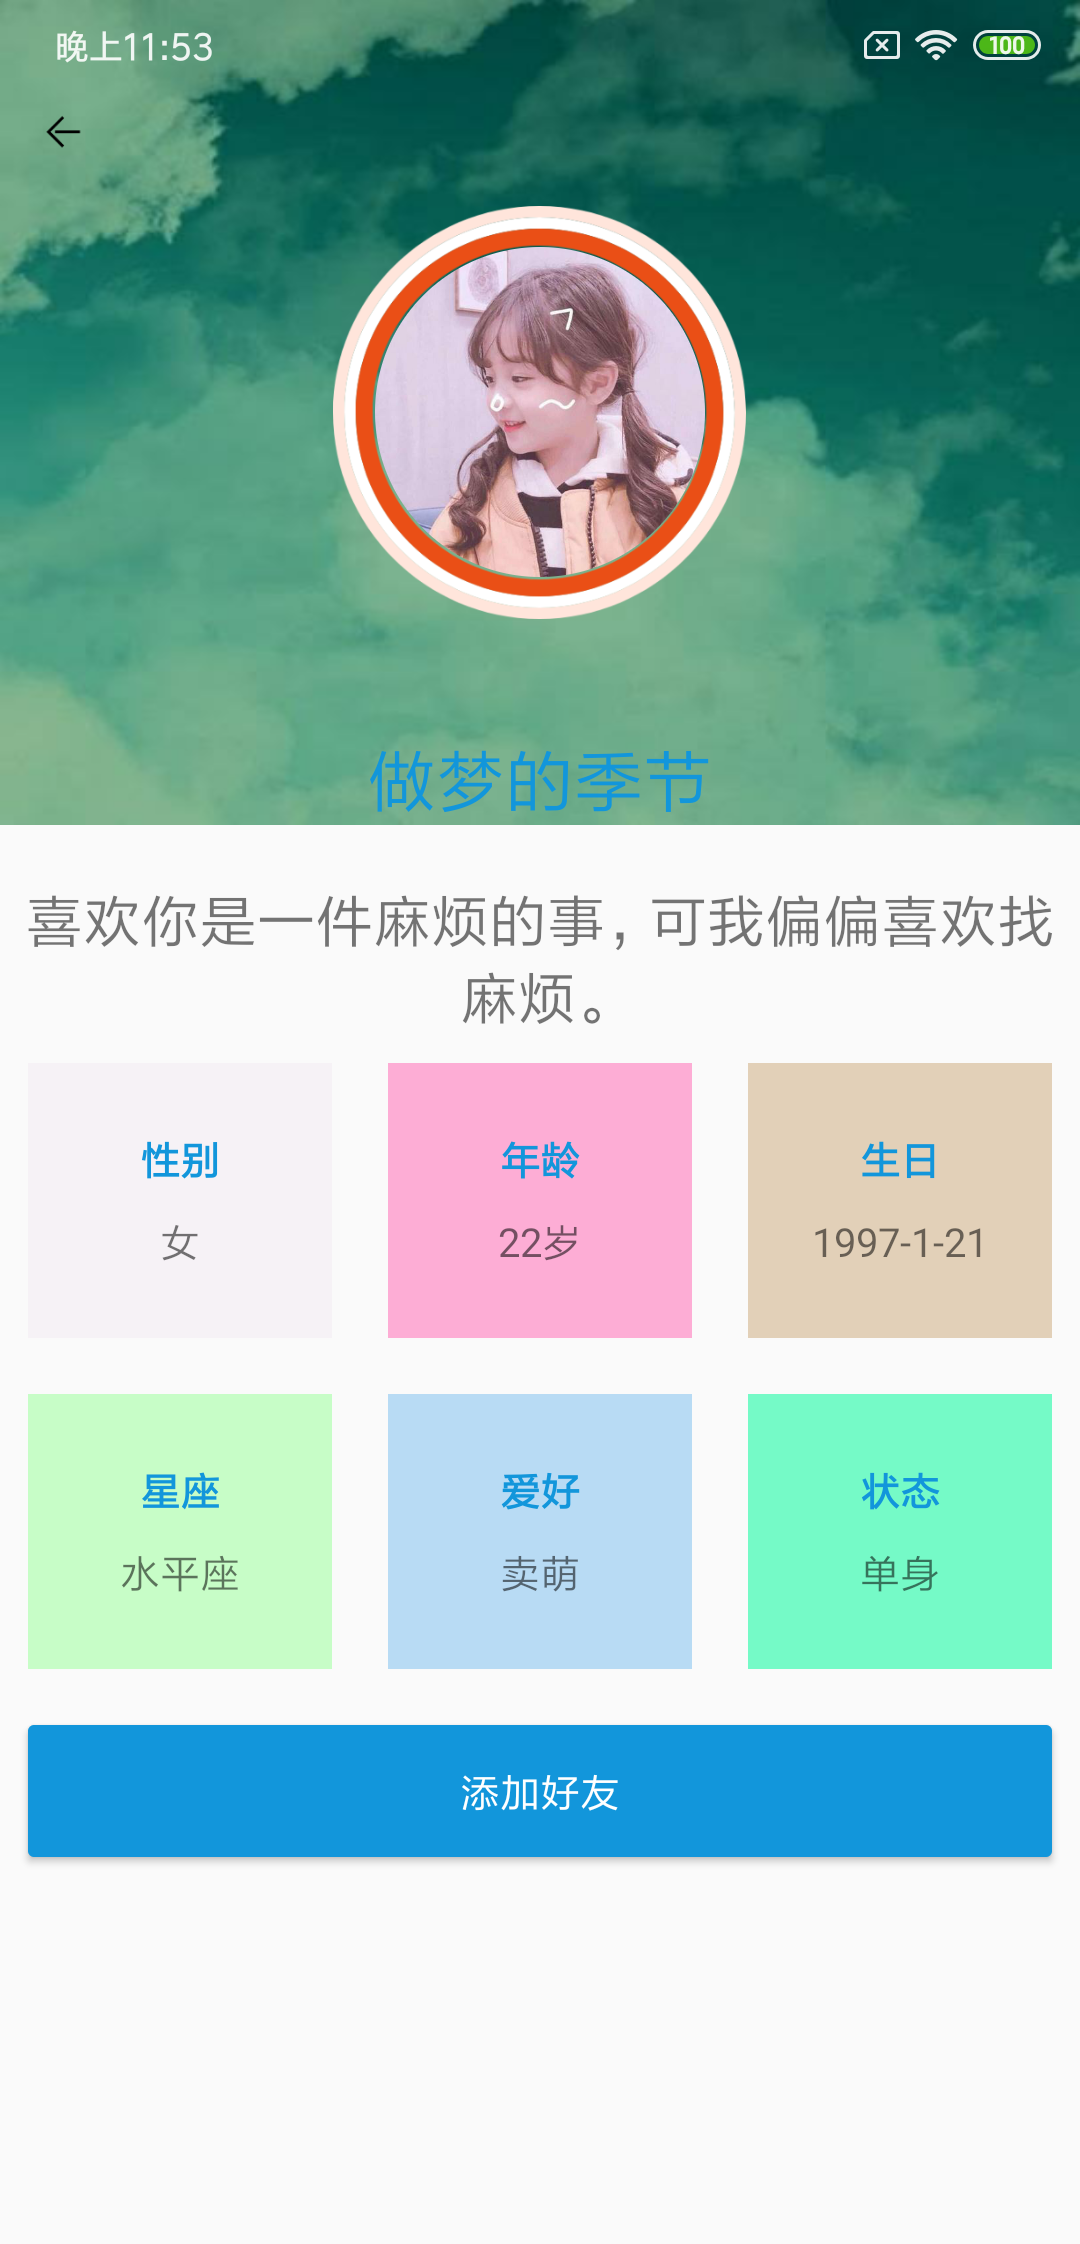 晚上11:53
100
做梦的季节
喜欢你是一件麻烦的事，可我偏偏喜欢找
麻烦。
性别
年龄
生日
女
22岁
1997-1-21
星座
爱好
状态
水平座
卖萌
单身
添加好友